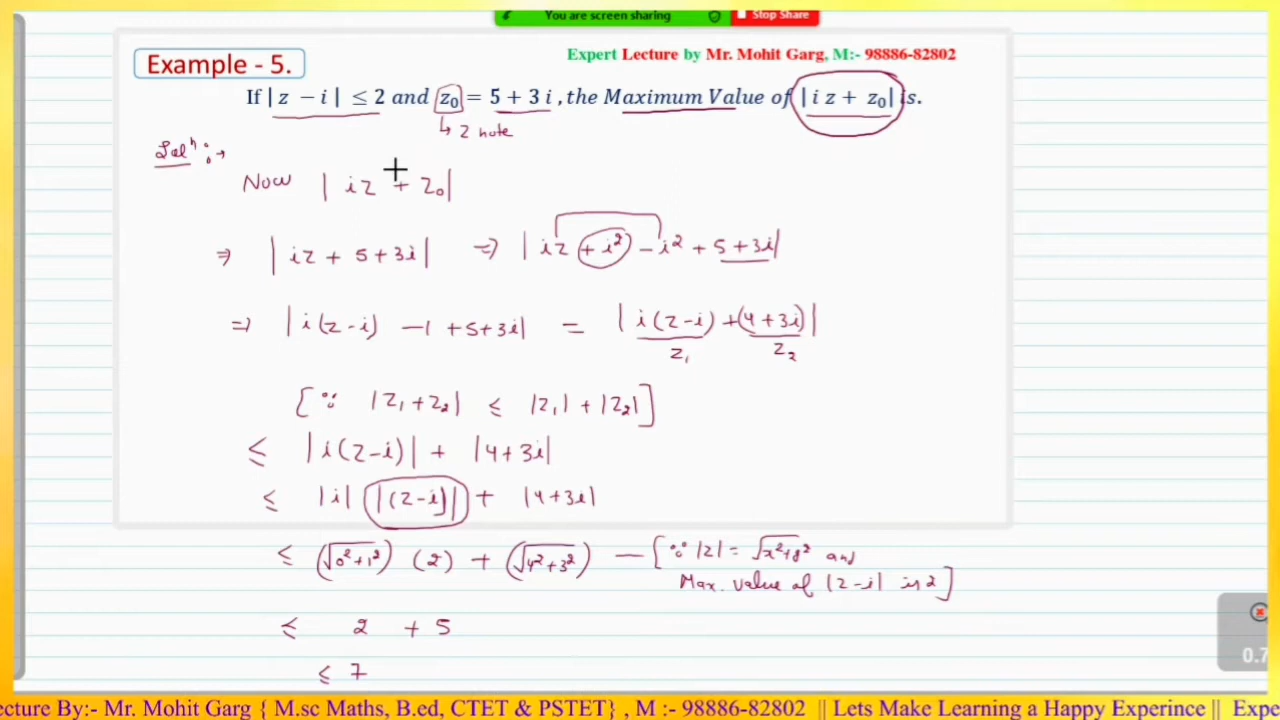 You are screen sharing
Stop Share
Expert Lecture by Mr. Mohit Garg, M:- 98886-82802
Example - 5.
If |z − i| ≤ 2 and z₀ = 5 + 3 i , the Maximum Value of |i z + z₀| is.
↳ z note
Solⁿ :→
Now |iz + z₀|
⇒ |iz + 5+3i| ⇒ |iz + i² − i² + 5+3i|
⇒ |i(z−i) −1 +5+3i| = |i(z−i) + (4+3i)|
z₁ z₂
[∵ |z₁+z₂| ≤ |z₁| + |z₂|]
≤ |i(z−i)| + |4+3i|
≤ |i| |(z−i)| + |4+3i|
≤ (√0²+1²) (2) + (√4²+3²) — [∵ |z| = √x²+y² and
Max. value of |z−i| is 2]
≤ 2 + 5
≤ 7
0.7
ecture By:- Mr. Mohit Garg { M.sc Maths, B.ed, CTET & PSTET} , M :- 98886-82802 || Lets Make Learning a Happy Experince || Expe